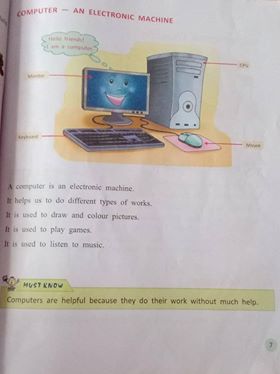 COMPUTER — AN ELECTRONIC MACHINE
Hello friends!
I am a computer.
Monitor
CPU
Keyboard
Mouse
A computer is an electronic machine.
It helps us to do different types of works.
It is used to draw and colour pictures.
It is used to play games.
It is used to listen to music.
MUST KNOW
Computers are helpful because they do their work without much help.
7